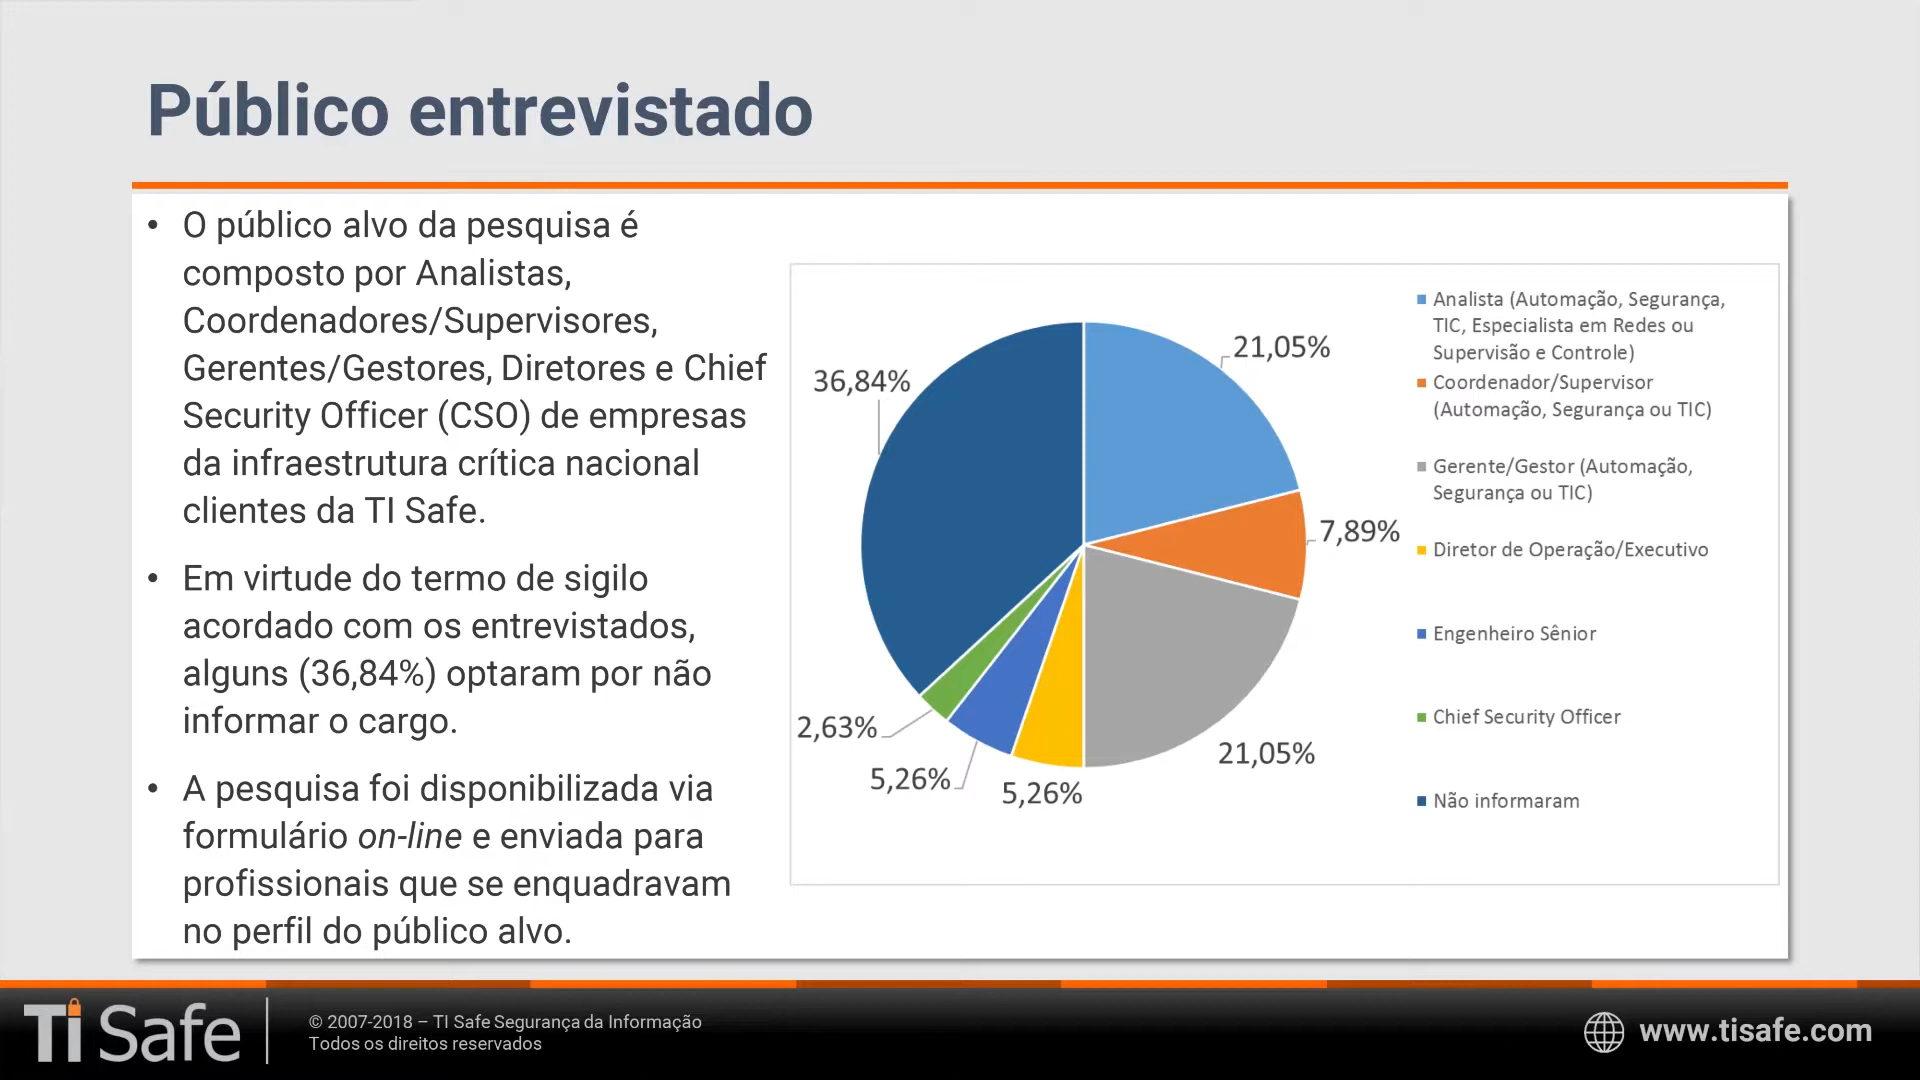 Público entrevistado
• O público alvo da pesquisa é
composto por Analistas,
Coordenadores/Supervisores,
Gerentes/Gestores, Diretores e Chief
Security Officer (CSO) de empresas
da infraestrutura crítica nacional
clientes da TI Safe.
• Em virtude do termo de sigilo
acordado com os entrevistados,
alguns (36,84%) optaram por não
informar o cargo.
• A pesquisa foi disponibilizada via
formulário on-line e enviada para
profissionais que se enquadravam
no perfil do público alvo.
21,05%
36,84%
7,89%
2,63%
21,05%
5,26%
5,26%
Analista (Automação, Segurança,
TIC, Especialista em Redes ou
Supervisão e Controle)
Coordenador/Supervisor
(Automação, Segurança ou TIC)
Gerente/Gestor (Automação,
Segurança ou TIC)
Diretor de Operação/Executivo
Engenheiro Sênior
Chief Security Officer
Não informaram
Ti Safe
© 2007-2018 – TI Safe Segurança da Informação
Todos os direitos reservados
www.tisafe.com